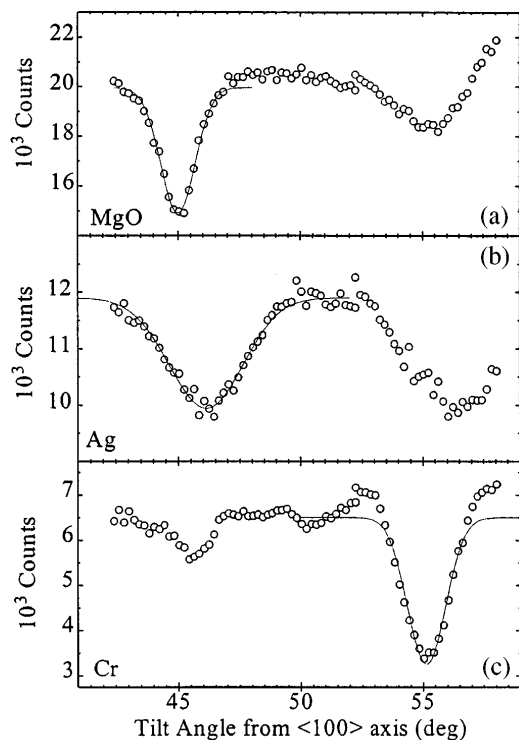 22
20
18
16
10³ Counts
MgO
(a)
(b)
12
11
10
10³ Counts
Ag
7
6
5
4
3
10³ Counts
Cr
(c)
45 50 55
Tilt Angle from <100> axis (deg)